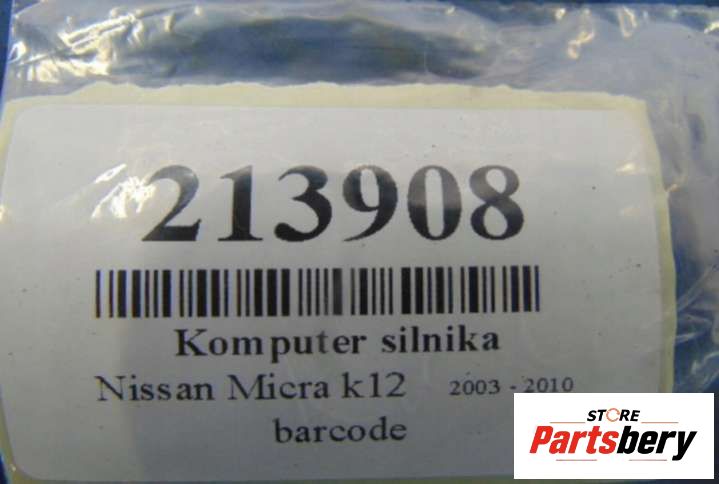 213908
Komputer silnika
Nissan Micra k12 2003 - 2010
barcode
STORE
Partsbery